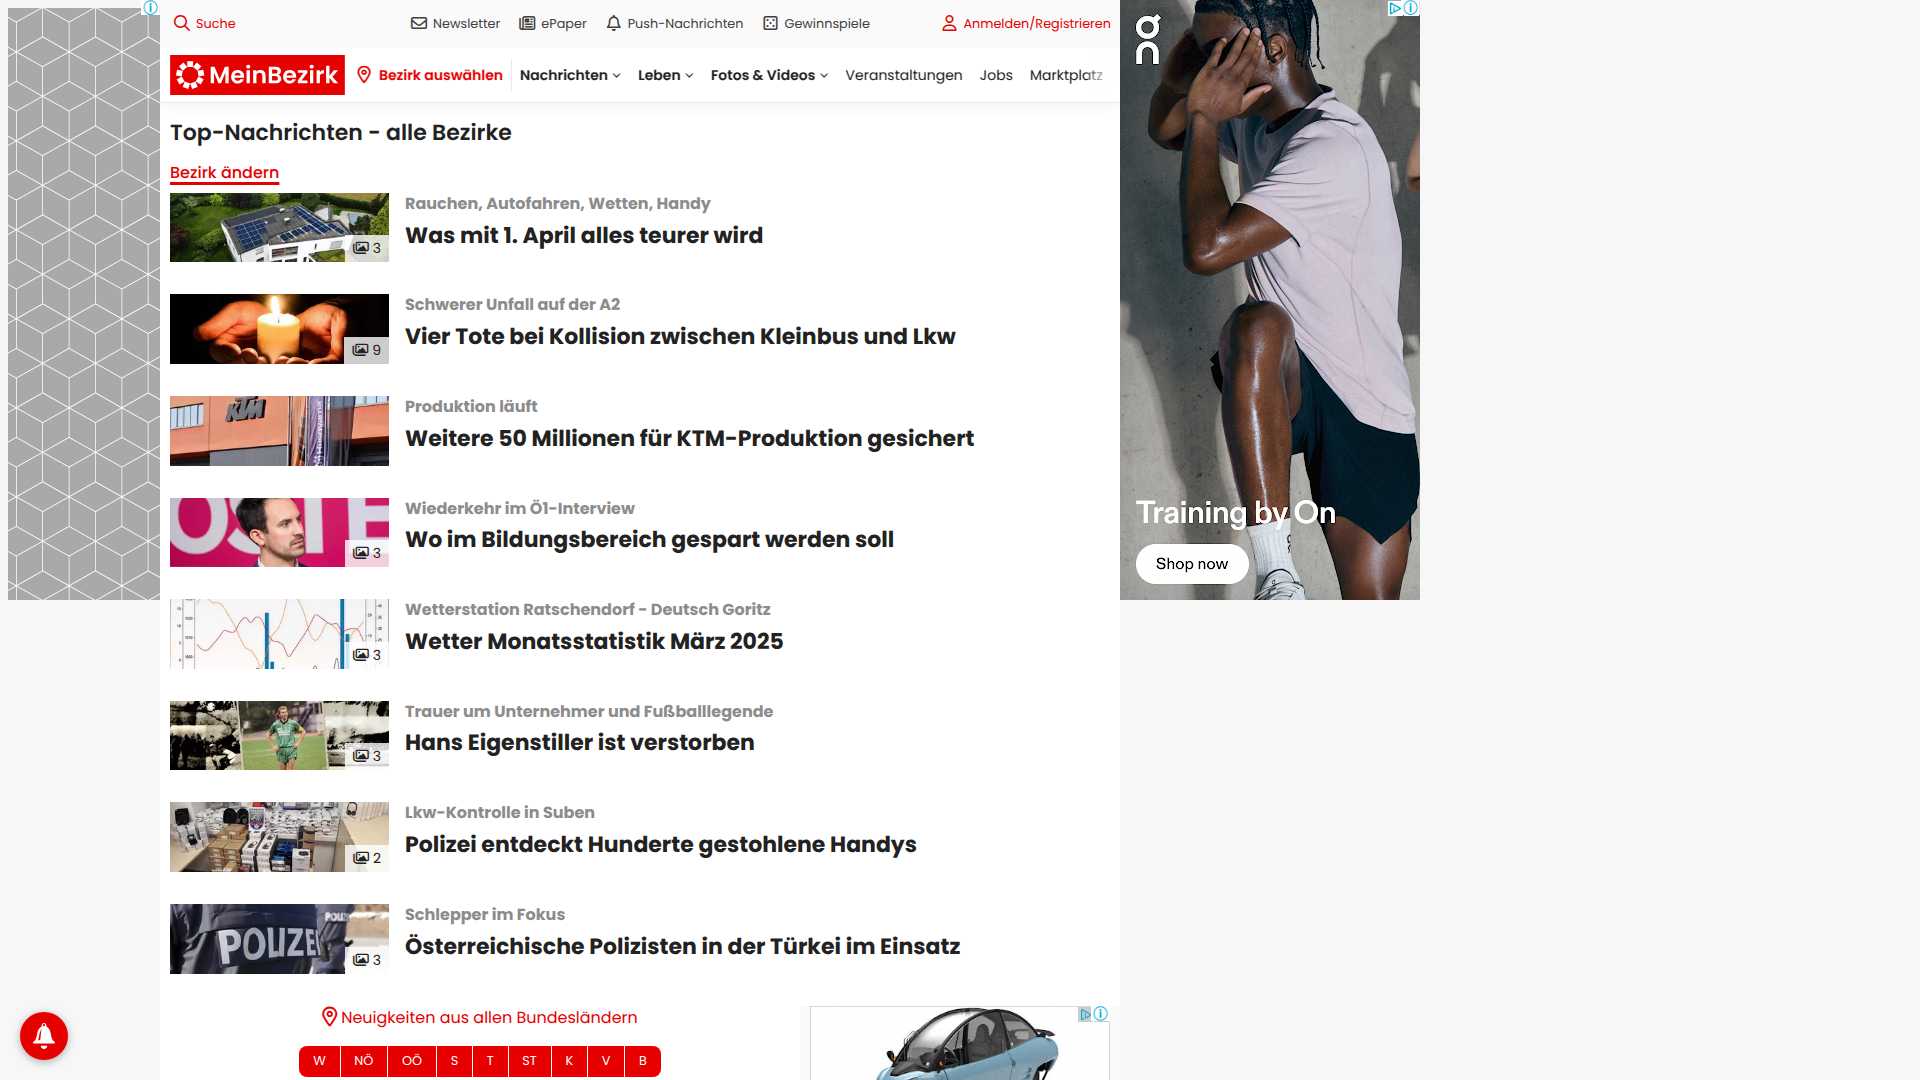 Suche
Newsletter
ePaper
Push-Nachrichten
Gewinnspiele
Anmelden/Registrieren
MeinBezirk
Bezirk auswählen
Nachrichten
Leben
Fotos & Videos
Veranstaltungen
Jobs
Marktplatz
Top-Nachrichten - alle Bezirke
Bezirk ändern
3
Rauchen, Autofahren, Wetten, Handy
Was mit 1. April alles teurer wird
9
Schwerer Unfall auf der A2
Vier Tote bei Kollision zwischen Kleinbus und Lkw
KTM
Produktion läuft
Weitere 50 Millionen für KTM-Produktion gesichert
3
Wiederkehr im Ö1-Interview
Wo im Bildungsbereich gespart werden soll
3
Wetterstation Ratschendorf - Deutsch Goritz
Wetter Monatsstatistik März 2025
3
Trauer um Unternehmer und Fußballlegende
Hans Eigenstiller ist verstorben
2
Lkw-Kontrolle in Suben
Polizei entdeckt Hunderte gestohlene Handys
POLIZEI
3
Schlepper im Fokus
Österreichische Polizisten in der Türkei im Einsatz
Neuigkeiten aus allen Bundesländern
W
NÖ
OÖ
S
T
ST
K
V
B
On
Training by On
Shop now